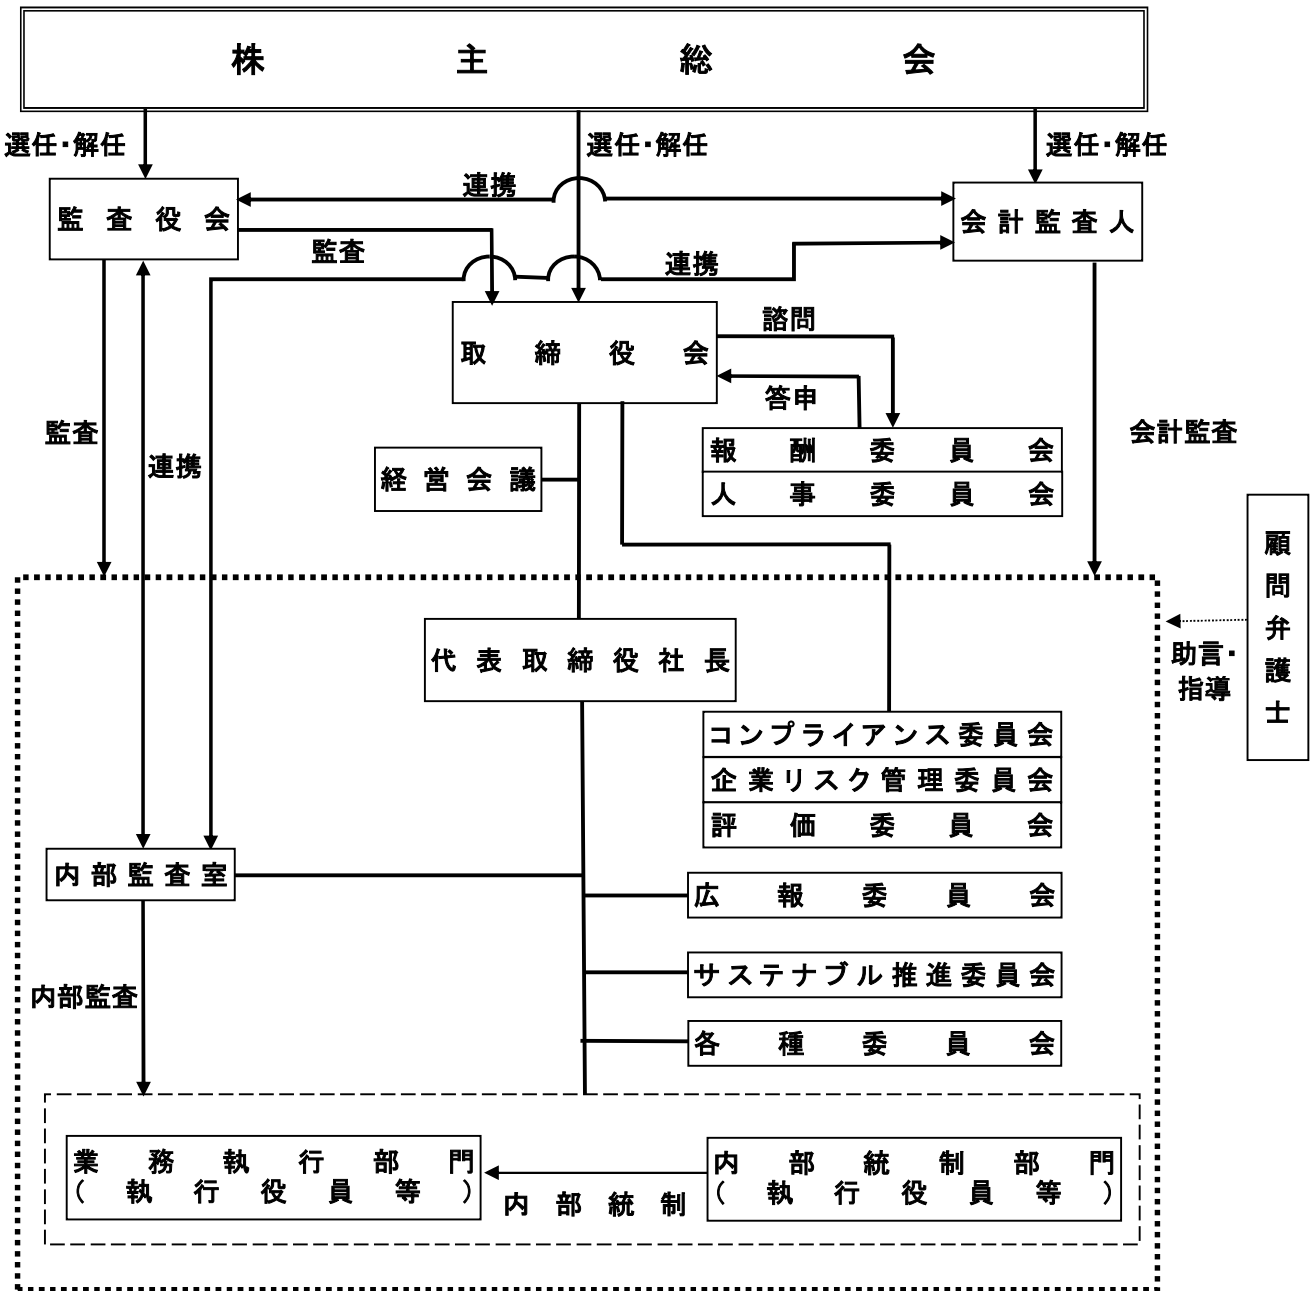 株主総会
選任・解任
選任・解任
選任・解任
連携
監査役会
会計監査人
監査
連携
諮問
取締役会
答申
監査
会計監査
報酬委員会
連携
経営会議
人事委員会
顧問弁護士
助言・
指導
代表取締役社長
コンプライアンス委員会
企業リスク管理委員会
評価委員会
内部監査室
広報委員会
サステナブル推進委員会
内部監査
各種委員会
業務執行部門
(執行役員等)
内部統制
内部統制部門
(執行役員等)